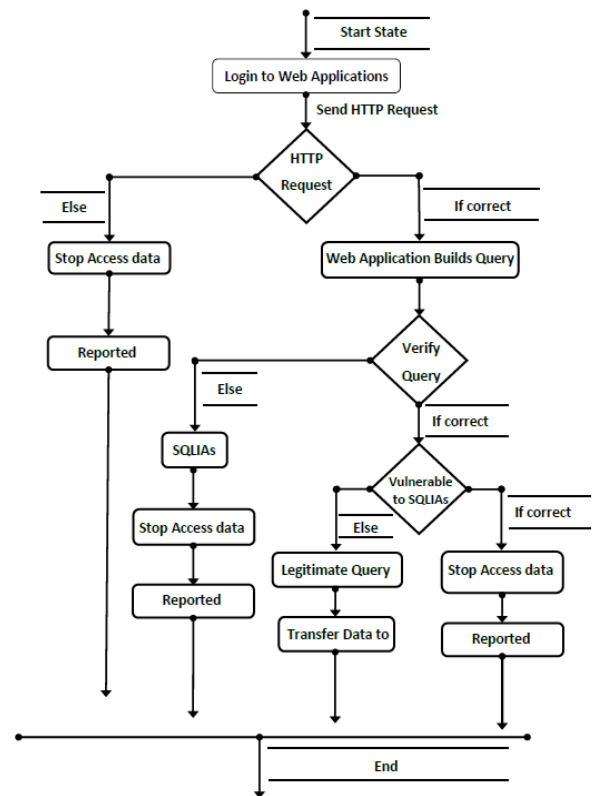 Start State
Login to Web Applications
Send HTTP Request
HTTP
Request
Else
If correct
Stop Access data
Web Application Builds Query
Reported
Verify
Query
Else
If correct
SQLIAs
Vulnerable
to SQLIAs
Else
If correct
Stop Access data
Legitimate Query
Stop Access data
Reported
Transfer Data to
Reported
End